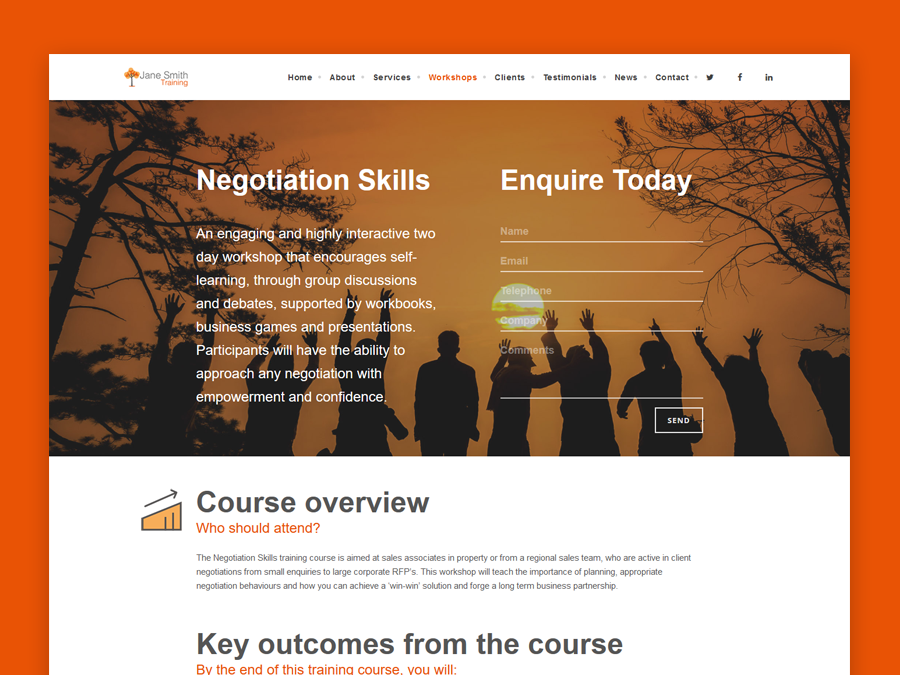 Jane Smith
Training
Home About Services Workshops Clients Testimonials News Contact
Negotiation Skills
An engaging and highly interactive two
day workshop that encourages self-
learning, through group discussions
and debates, supported by workbooks,
business games and presentations.
Participants will have the ability to
approach any negotiation with
empowerment and confidence.
Enquire Today
Name
Email
Telephone
Company
Comments
SEND
Course overview
Who should attend?
The Negotiation Skills training course is aimed at sales associates in property or from a regional sales team, who are active in client
negotiations from small enquiries to large corporate RFP's. This workshop will teach the importance of planning, appropriate
negotiation behaviours and how you can achieve a 'win-win' solution and forge a long term business partnership.
Key outcomes from the course
By the end of this training course, you will: